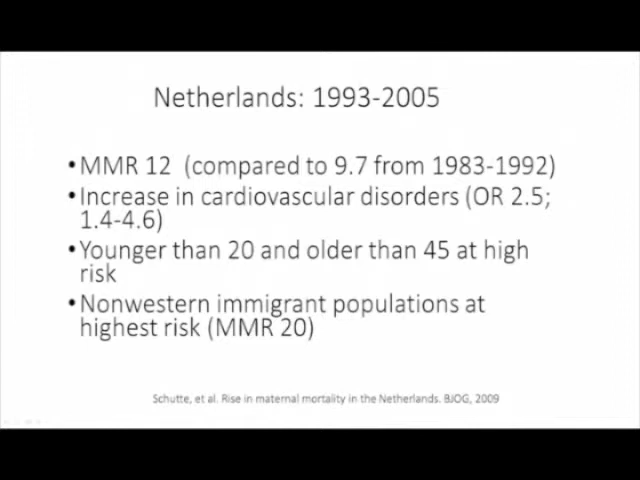 Netherlands: 1993-2005
•MMR 12 (compared to 9.7 from 1983-1992)
•Increase in cardiovascular disorders (OR 2.5;
1.4-4.6)
•Younger than 20 and older than 45 at high
risk
•Nonwestern immigrant populations at
highest risk (MMR 20)
Schutte, et al. Rise in maternal mortality in the Netherlands. BJOG, 2009